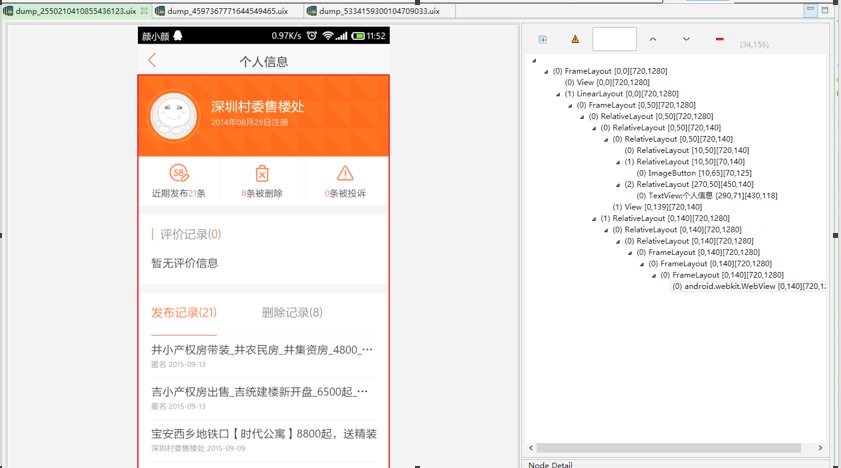 dump_2550210410855436123.uix
dump_4597367771644549465.uix
dump_5334159300104709033.uix
颜小颜 0.97K/s 11:52
个人信息
深圳村委售楼处
2014年08月29日注册
58
近期发布21条
8条被删除
0条被投诉
评价记录(0)
暂无评价信息
发布记录(21)
删除记录(8)
井小产权房带装_井农民房_井集资房_4800_···
匿名 2015-09-13
吉小产权房出售_吉统建楼新开盘_6500起_···
匿名 2015-09-13
宝安西乡地铁口【时代公寓】8800起，送精装
深圳村委售楼处 2015-09-09
(34,156)
(0) FrameLayout [0,0][720,1280]
(0) View [0,0][720,1280]
(1) LinearLayout [0,0][720,1280]
(0) FrameLayout [0,50][720,1280]
(0) RelativeLayout [0,50][720,1280]
(0) RelativeLayout [0,50][720,140]
(0) RelativeLayout [0,50][720,140]
(0) RelativeLayout [10,50][720,140]
(1) RelativeLayout [10,50][70,140]
(0) ImageButton [10,65][70,125]
(2) RelativeLayout [270,50][450,140]
(0) TextView:个人信息 [290,71][430,118]
(1) View [0,139][720,140]
(1) RelativeLayout [0,140][720,1280]
(0) RelativeLayout [0,140][720,1280]
(0) RelativeLayout [0,140][720,1280]
(0) FrameLayout [0,140][720,1280]
(0) FrameLayout [0,140][720,1280]
(0) FrameLayout [0,140][720,1280]
(0) android.webkit.WebView [0,140][720,12
Node Detail